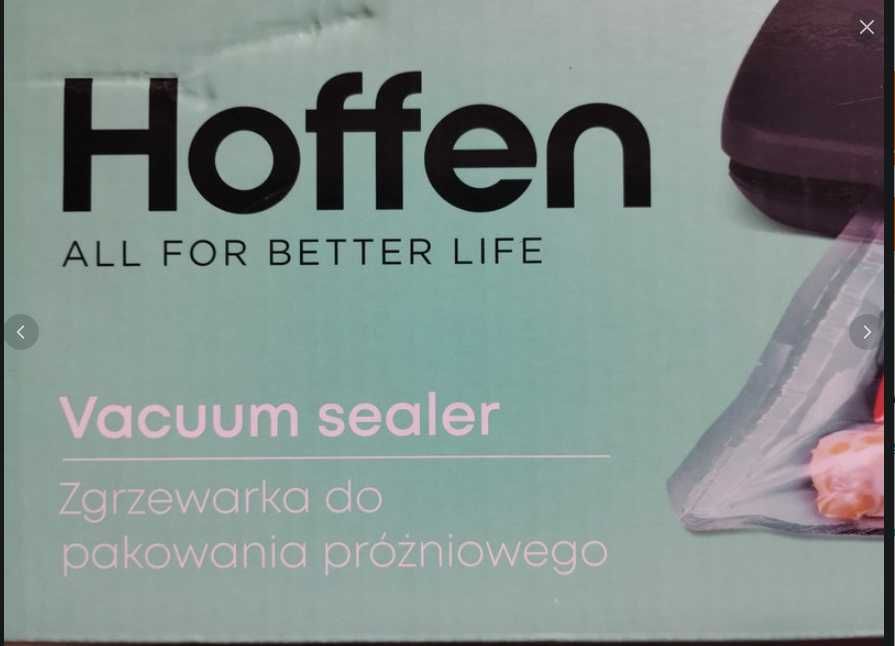 Hoffen
ALL FOR BETTER LIFE
Vacuum sealer
Zgrzewarka do
pakowania próżniowego